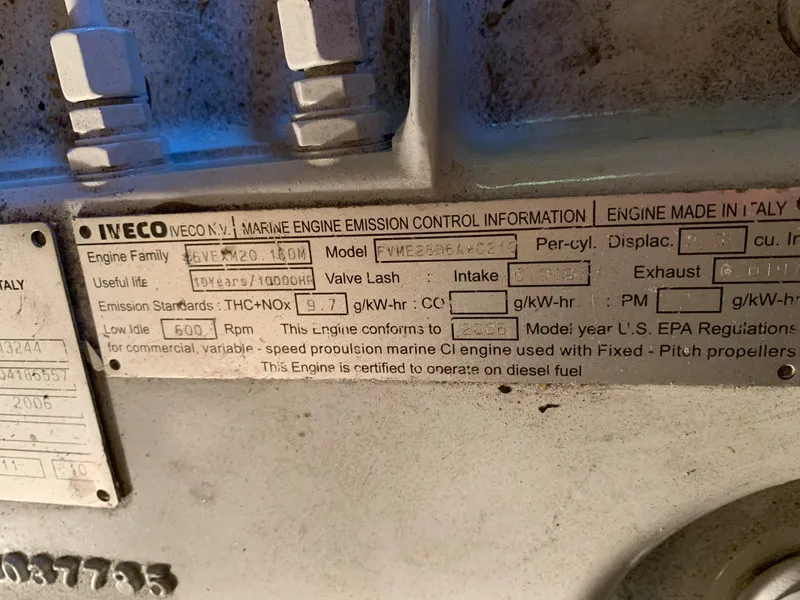 IVECO IVECO N.V. MARINE ENGINE EMISSION CONTROL INFORMATION ENGINE MADE IN ITALY
Engine Family Model Per-cyl. Displac. cu. In
Useful life 10Years/10000HR Valve Lash : Intake Exhaust
Emission Standards : THC+NOx 9.7 g/kW-hr : CO g/kW-hr : PM g/kW-h
Low Idle 600 Rpm This Engine conforms to 2006 Model year U.S. EPA Regulations
for commercial, variable - speed propulsion marine CI engine used with Fixed - Pitch propellers
This Engine is certified to operate on diesel fuel
TALY
3244
04186557
2006
11